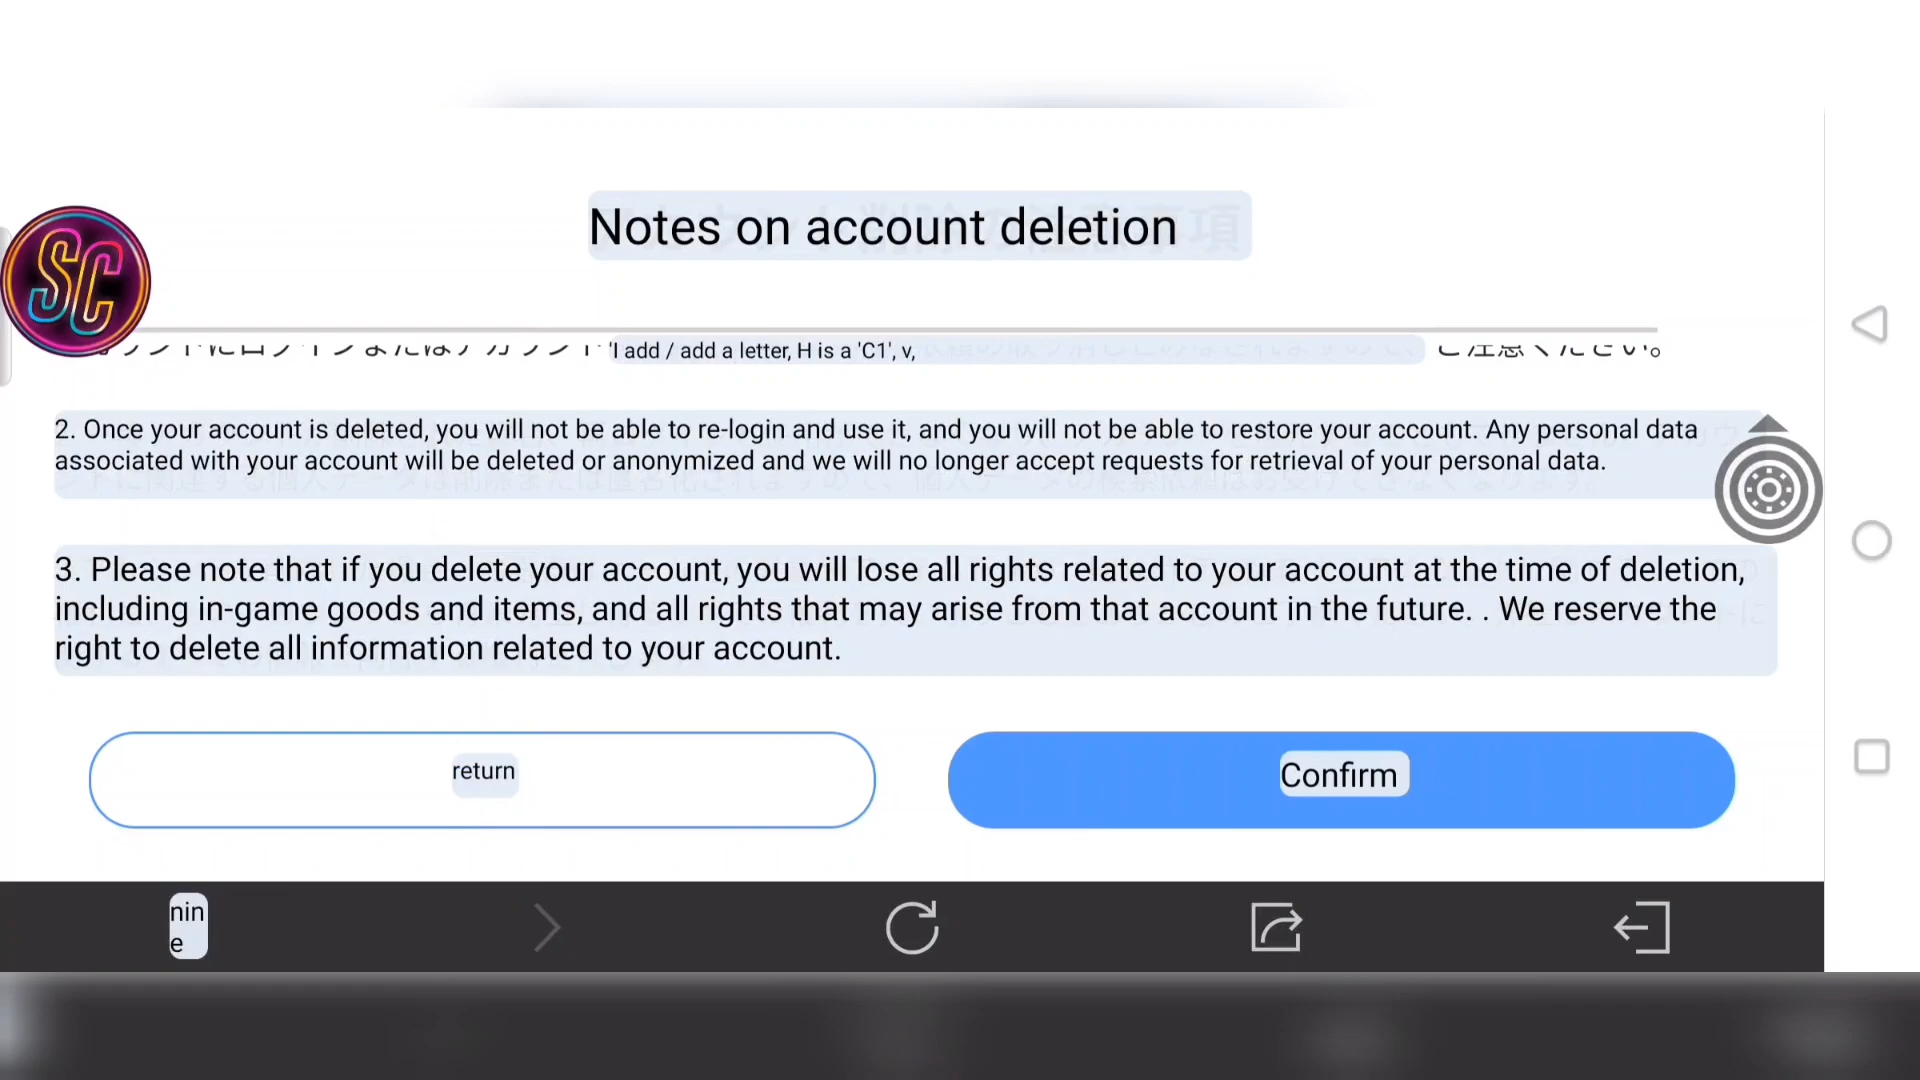 Notes on account deletion
SC
'I add / add a letter, H is a 'C1', v,
2. Once your account is deleted, you will not be able to re-login and use it, and you will not be able to restore your account. Any personal data
associated with your account will be deleted or anonymized and we will no longer accept requests for retrieval of your personal data.
3. Please note that if you delete your account, you will lose all rights related to your account at the time of deletion,
including in-game goods and items, and all rights that may arise from that account in the future. . We reserve the
right to delete all information related to your account.
return
Confirm
nin
e